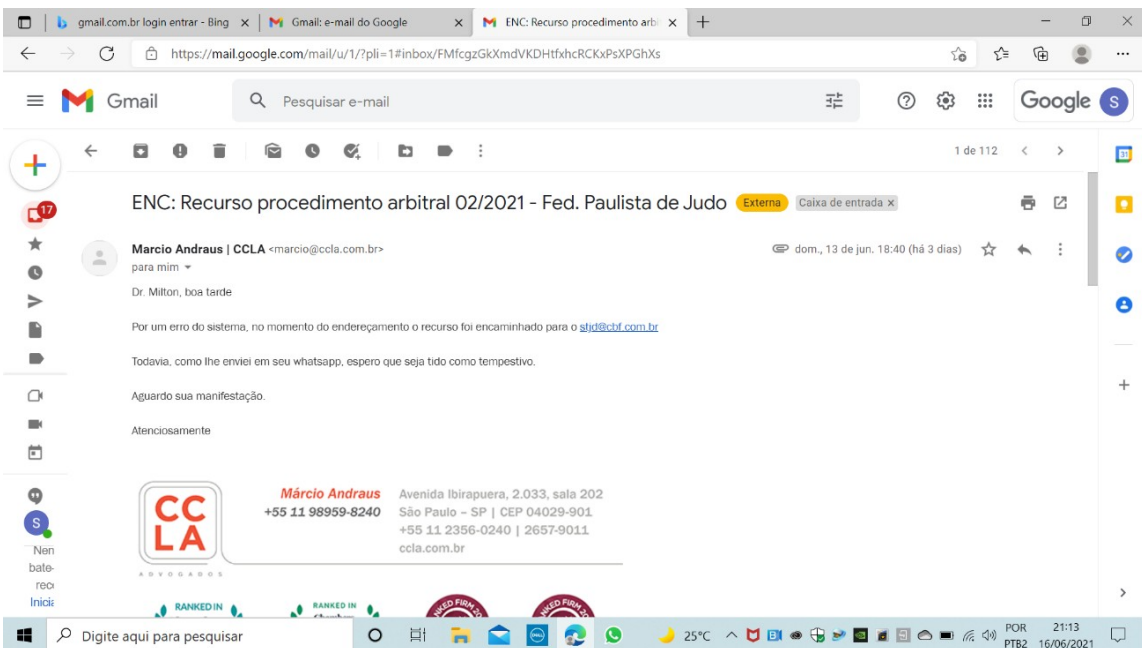 gmail.com.br login entrar - Bing
Gmail: e-mail do Google
ENC: Recurso procedimento arbi
https://mail.google.com/mail/u/1/?pli=1#inbox/FMfcgzGkXmdVKDHtfxhcRCKxPsXPGhXs
Gmail
Pesquisar e-mail
Google
S
1 de 112
31
17
ENC: Recurso procedimento arbitral 02/2021 - Fed. Paulista de Judo
Externa
Caixa de entrada x
Marcio Andraus | CCLA <marcio@ccla.com.br>
dom., 13 de jun. 18:40 (há 3 dias)
para mim
Dr. Milton, boa tarde
Por um erro do sistema, no momento do endereçamento o recurso foi encaminhado para o stjd@cbf.com.br
Todavia, como lhe enviei em seu whatsapp, espero que seja tido como tempestivo.
Aguardo sua manifestação.
Atenciosamente
CC
LA
ADVOGADOS
Márcio Andraus
+55 11 98959-8240
Avenida Ibirapuera, 2.033, sala 202
São Paulo – SP | CEP 04029-901
+55 11 2356-0240 | 2657-9011
ccla.com.br
S
Nen
bate-
rec
Inicia
RANKED IN
RANKED IN
Digite aqui para pesquisar
25°C
POR
PTB2
21:13
16/06/2021